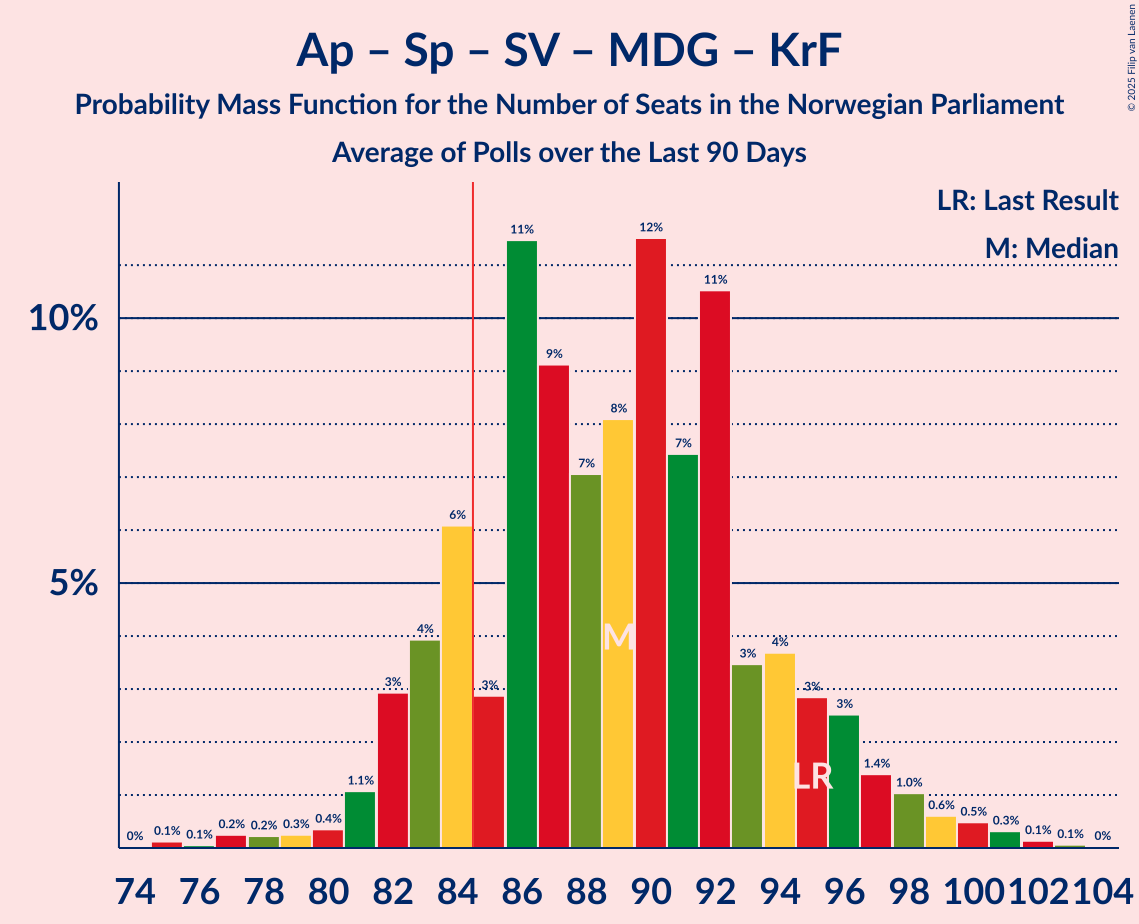 Ap – Sp – SV – MDG – KrF
Probability Mass Function for the Number of Seats in the Norwegian Parliament
Average of Polls over the Last 90 Days
© 2025 Filip van Laenen
LR: Last Result
M: Median
10%
5%
0% 0.1% 0.1% 0.2% 0.2% 0.3% 0.4% 1.1% 3% 4% 6% 3% 11% 9% 7% 8% 12% 7% 11% 3% 4% 3% 3% 1.4% 1.0% 0.6% 0.5% 0.3% 0.1% 0.1% 0%
M
LR
74 76 78 80 82 84 86 88 90 92 94 96 98 100 102 104